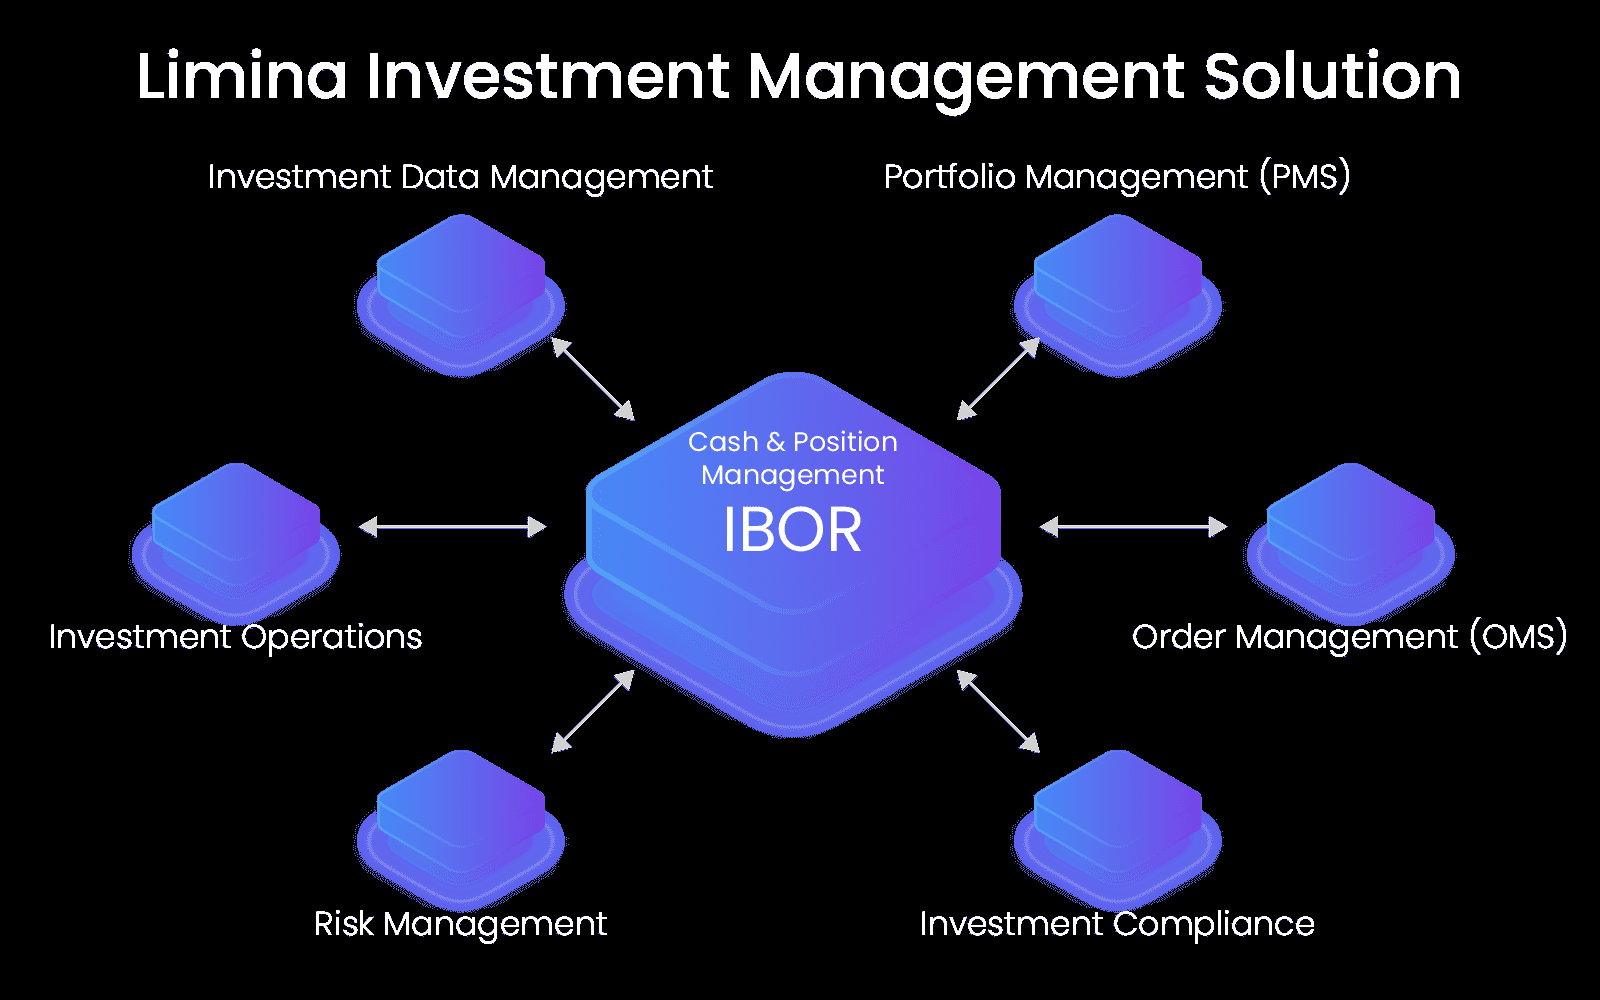 Limina Investment Management Solution
Investment Data Management
Portfolio Management (PMS)
Cash & Position
Management
IBOR
Investment Operations
Order Management (OMS)
Risk Management
Investment Compliance